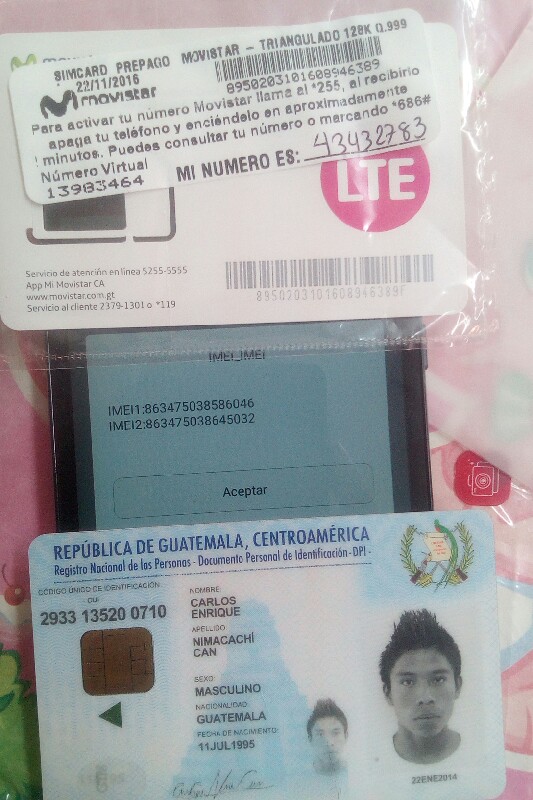 SIMCARD PREPAGO MOVISTAR - TRIANGULADO 128K Q.999
22/11/2016
8950203101608946389
movistar
Para activar tu número Movistar llama al *255, al recibirlo
apaga tu teléfono y enciéndelo en aproximadamente
minutos. Puedes consultar tu número o marcando *686#
Número Virtual
13983464
MI NUMERO ES: 43432783
LTE
Servicio de atención en línea 5255-5555
App Mi Movistar CA
www.movistar.com.gt
Servicio al cliente 2379-1301 o *119
8950203101608946389
IMEI_IMEI
IMEI1:863475038586046
IMEI2:863475038645032
Aceptar
REPÚBLICA DE GUATEMALA, CENTROAMÉRICA
Registro Nacional de las Personas - Documento Personal de Identificación - DPI -
CÓDIGO ÚNICO DE IDENTIFICACIÓN
CUI
2933 13520 0710
NOMBRE:
CARLOS
ENRIQUE
APELLIDO:
NIMACACHÍ
CAN
SEXO
MASCULINO
NACIONALIDAD:
GUATEMALA
FECHA DE NACIMIENTO:
11JUL1995
22ENE2014